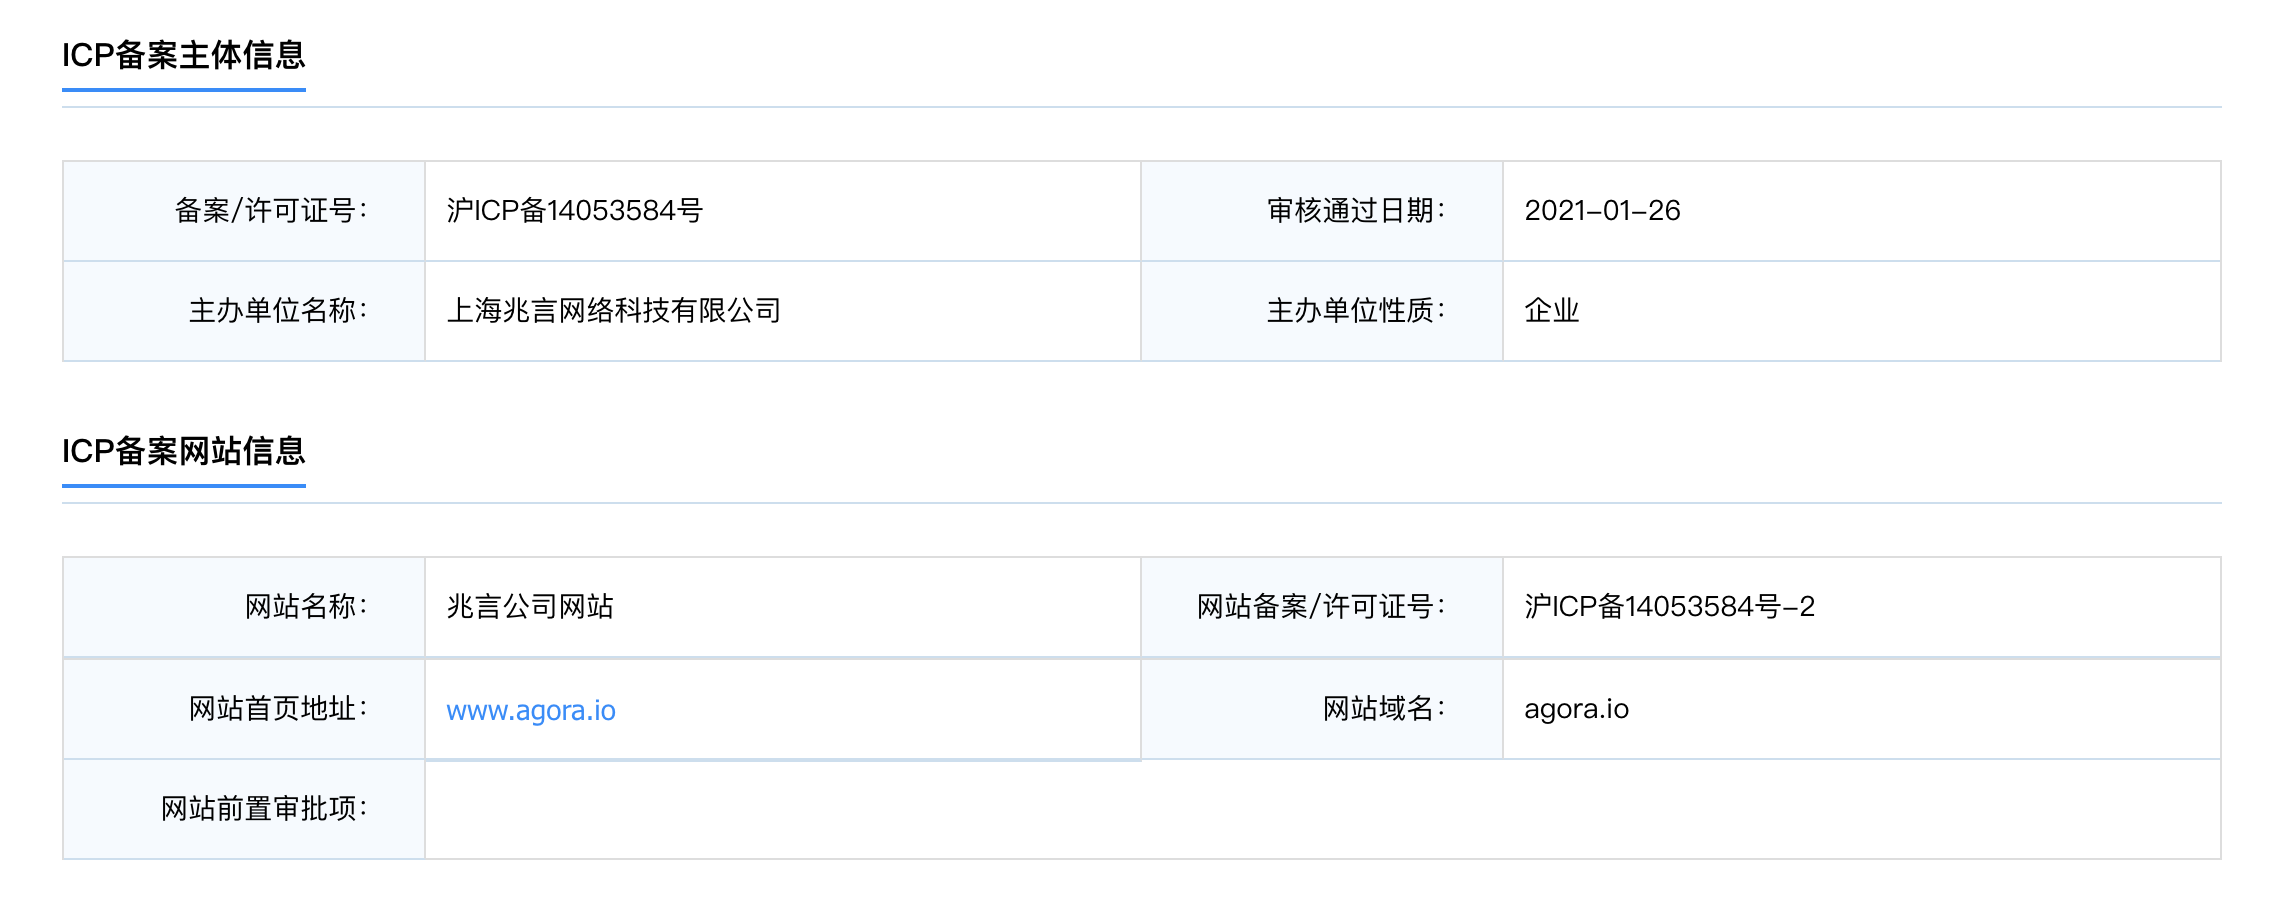 ICP备案主体信息
备案/许可证号： 沪ICP备14053584号 审核通过日期： 2021-01-26
主办单位名称： 上海兆言网络科技有限公司 主办单位性质： 企业
ICP备案网站信息
网站名称： 兆言公司网站 网站备案/许可证号： 沪ICP备14053584号-2
网站首页地址： www.agora.io 网站域名： agora.io
网站前置审批项：